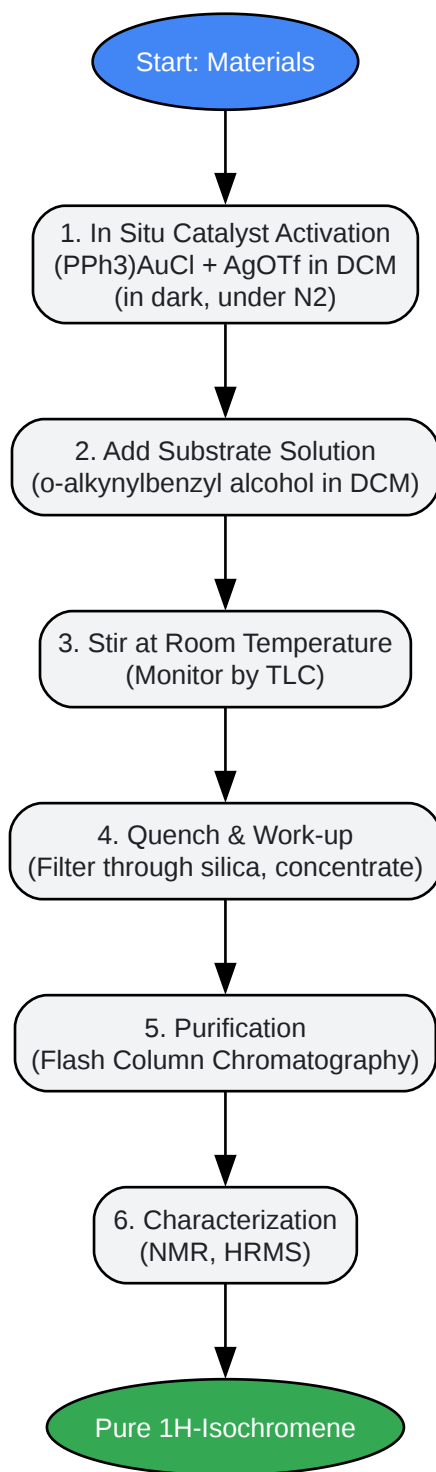 Start: Materials
1. In Situ Catalyst Activation
(PPh3)AuCl + AgOTf in DCM
(in dark, under N2)
2. Add Substrate Solution
(o-alkynylbenzyl alcohol in DCM)
3. Stir at Room Temperature
(Monitor by TLC)
4. Quench & Work-up
(Filter through silica, concentrate)
5. Purification
(Flash Column Chromatography)
6. Characterization
(NMR, HRMS)
Pure 1H-Isochromene